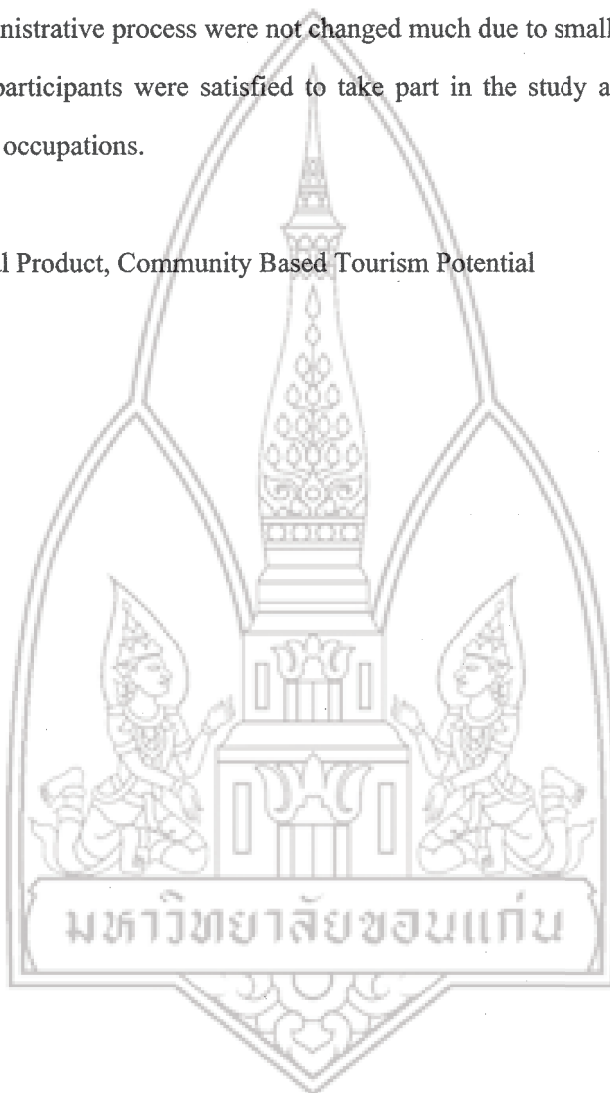 nistrative process were not changed much due to small
participants were satisfied to take part in the study a
occupations.
al Product, Community Based Tourism Potential
มหาวิทยาลัยขอนแก่น